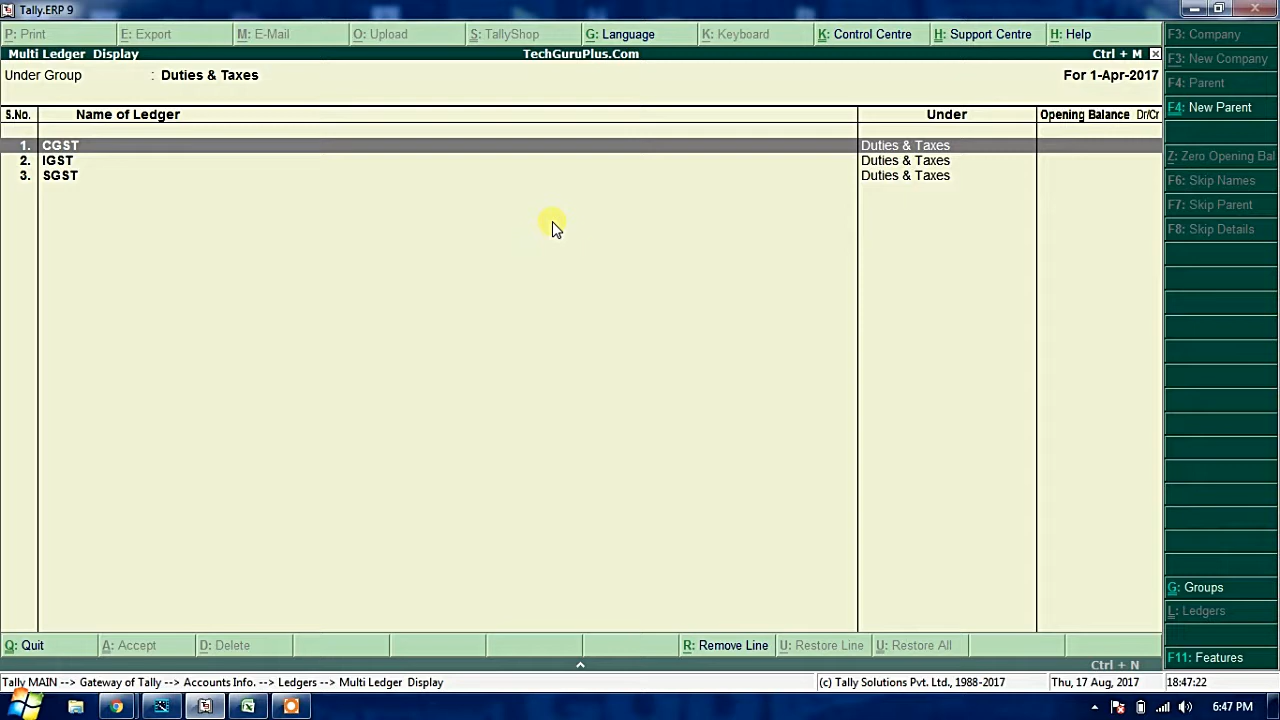 Tally.ERP 9
P: Print E: Export M: E-Mail O: Upload S: TallyShop G: Language K: Keyboard K: Control Centre H: Support Centre H: Help
Multi Ledger Display TechGuruPlus.Com Ctrl + M
Under Group : Duties & Taxes For 1-Apr-2017
S.No. Name of Ledger Under Opening Balance Dr/Cr
1. CGST Duties & Taxes
2. IGST Duties & Taxes
3. SGST Duties & Taxes
F3: Company
F3: New Company
F4: Parent
F4: New Parent
Z: Zero Opening Bal
F6: Skip Names
F7: Skip Parent
F8: Skip Details
G: Groups
L: Ledgers
F11: Features
Q: Quit A: Accept D: Delete R: Remove Line U: Restore Line U: Restore All
Ctrl + N
Tally MAIN --> Gateway of Tally --> Accounts Info. --> Ledgers --> Multi Ledger Display (c) Tally Solutions Pvt. Ltd., 1988-2017 Thu, 17 Aug, 2017 18:47:22
6:47 PM